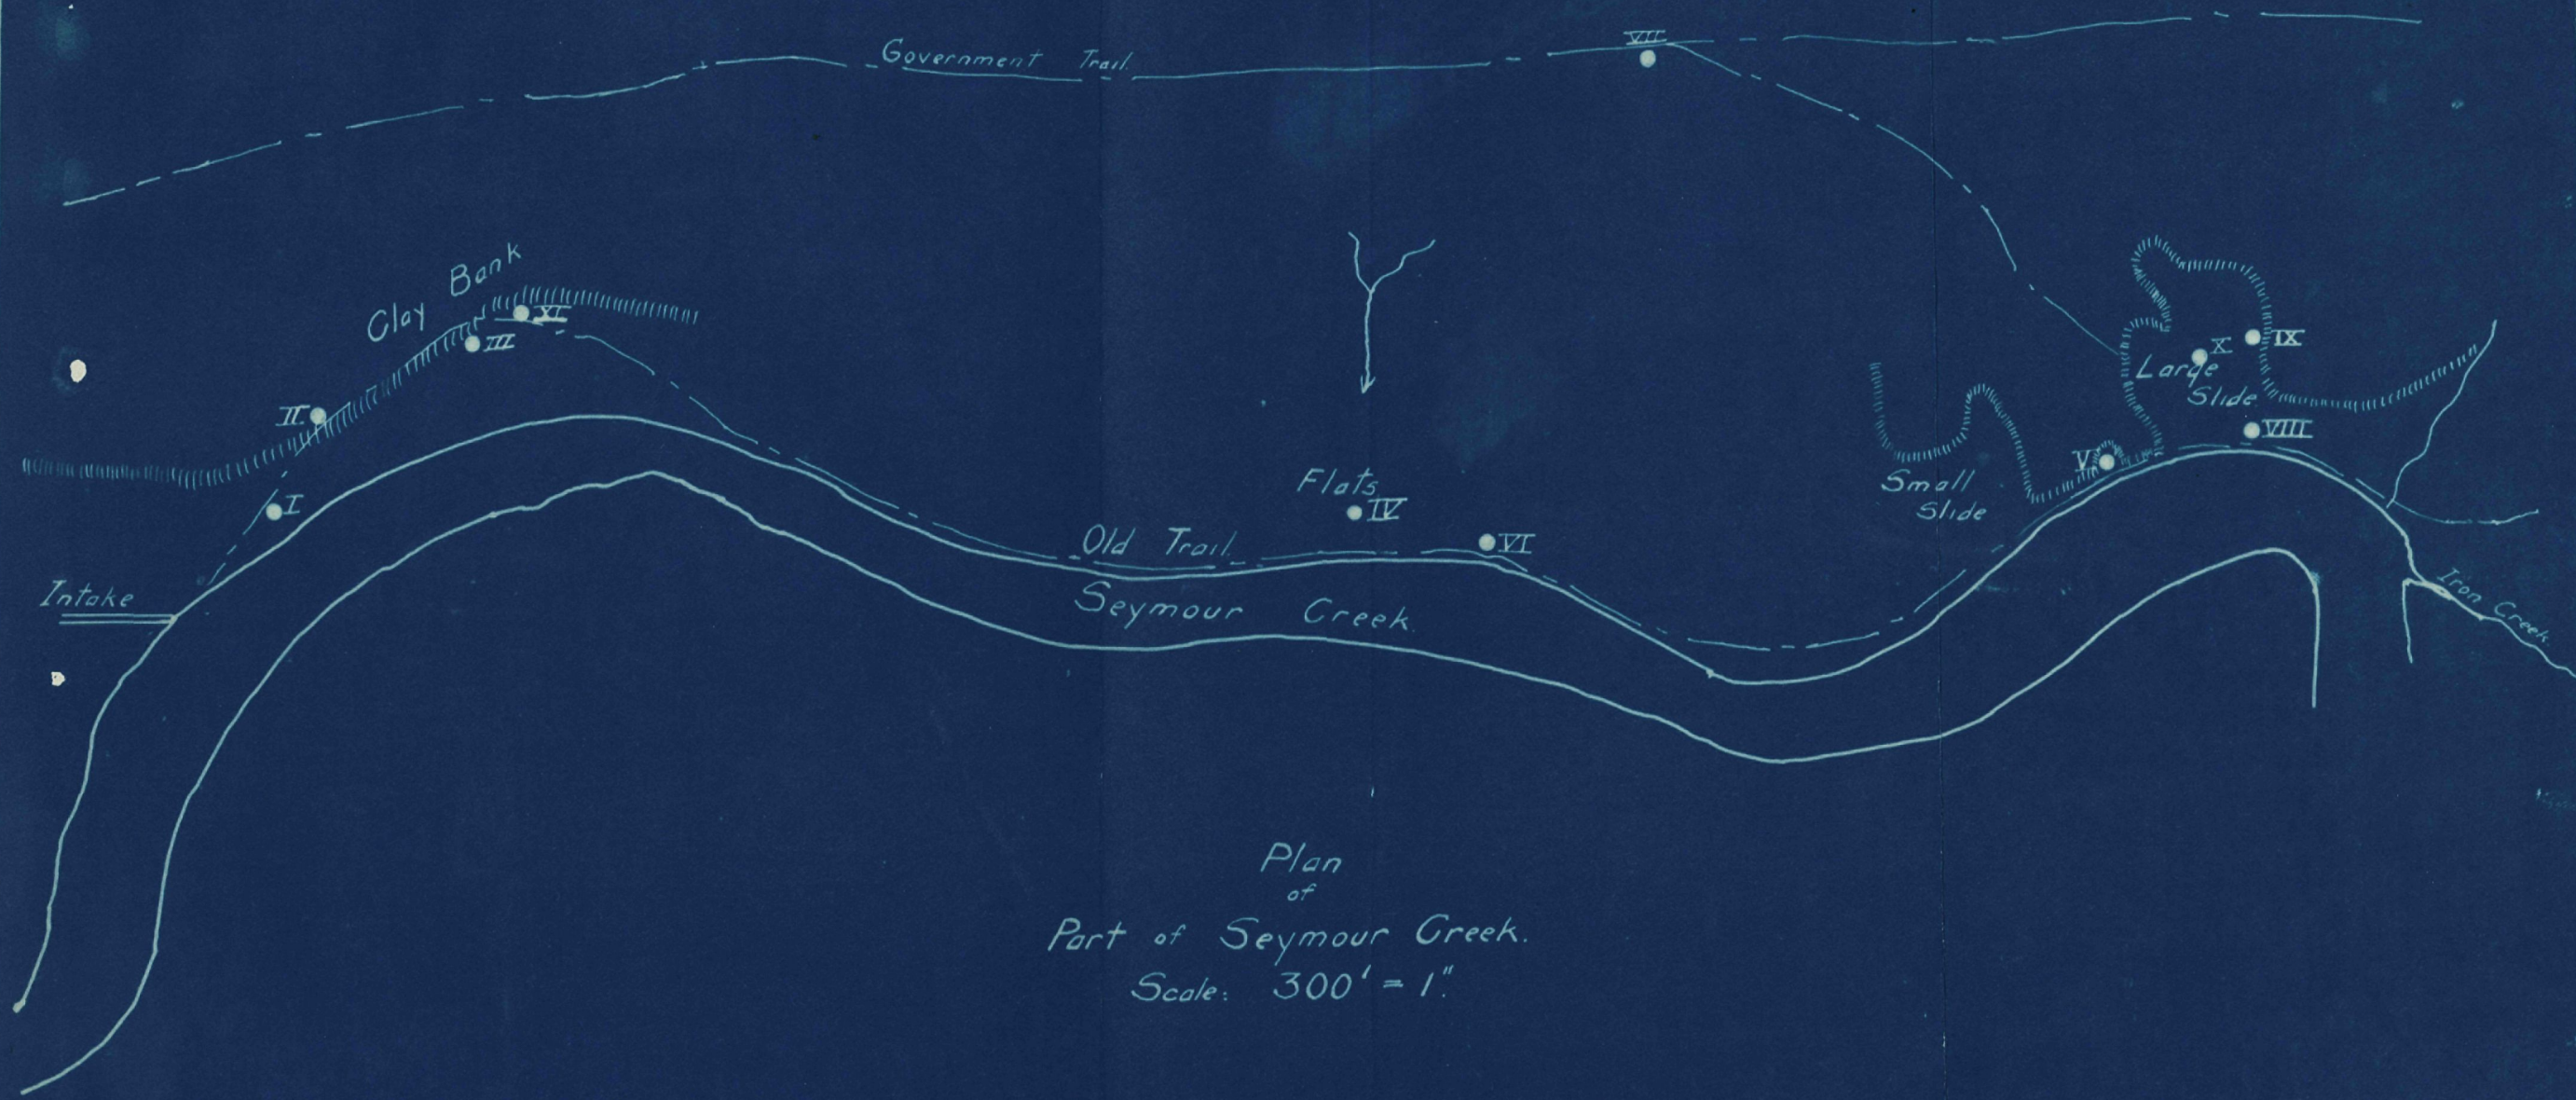 Government Trail.
VII
Clay Bank
XI
III
II
I
Intake
Flats
IV
VI
Old Trail.
Seymour Creek.
Small
Slide
V
Large
Slide
X
IX
VIII
Iron Creek
Plan
of
Part of Seymour Creek.
Scale: 300' = 1".